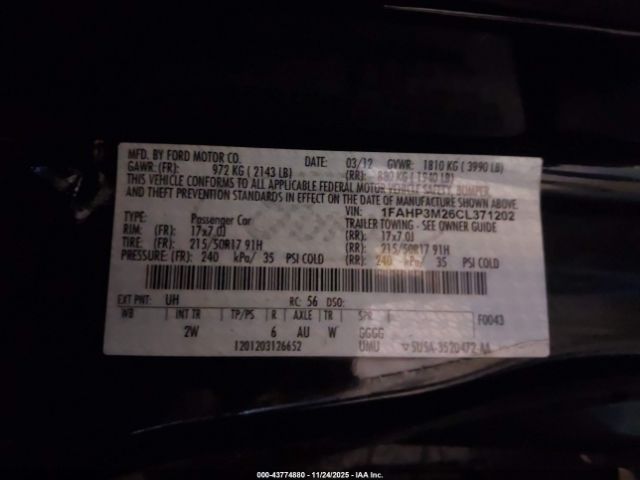 MFD. BY FORD MOTOR CO.
DATE: 03/12 GVWR: 1810 KG ( 3990 LB)
GAWR: (FR): 972 KG ( 2143 LB) (RR): 880 KG ( 1940 LB)
THIS VEHICLE CONFORMS TO ALL APPLICABLE FEDERAL MOTOR VEHICLE SAFETY, BUMPER,
AND THEFT PREVENTION STANDARDS IN EFFECT ON THE DATE OF MANUFACTURE SHOWN ABOVE
VIN: 1FAHP3M26CL371202
TYPE: Passenger Car TRAILER TOWING - SEE OWNER GUIDE
RIM: (FR): 17x7.0J (RR): 17x7.0J
TIRE: (FR): 215/50R17 91H (RR): 215/50R17 91H
PRESSURE: (FR): 240 kPa/ 35 PSI COLD (RR): 240 kPa/ 35 PSI COLD
EXT PNT: UH RC: 56 DSO:
WB INT TR TP/PS R AXLE TR SPR F0043
2W 6 AU W GGGG
1201203126652 UMU ▽5U5A-3520472-AA
000-43774880 - 11/24/2025 - IAA Inc.